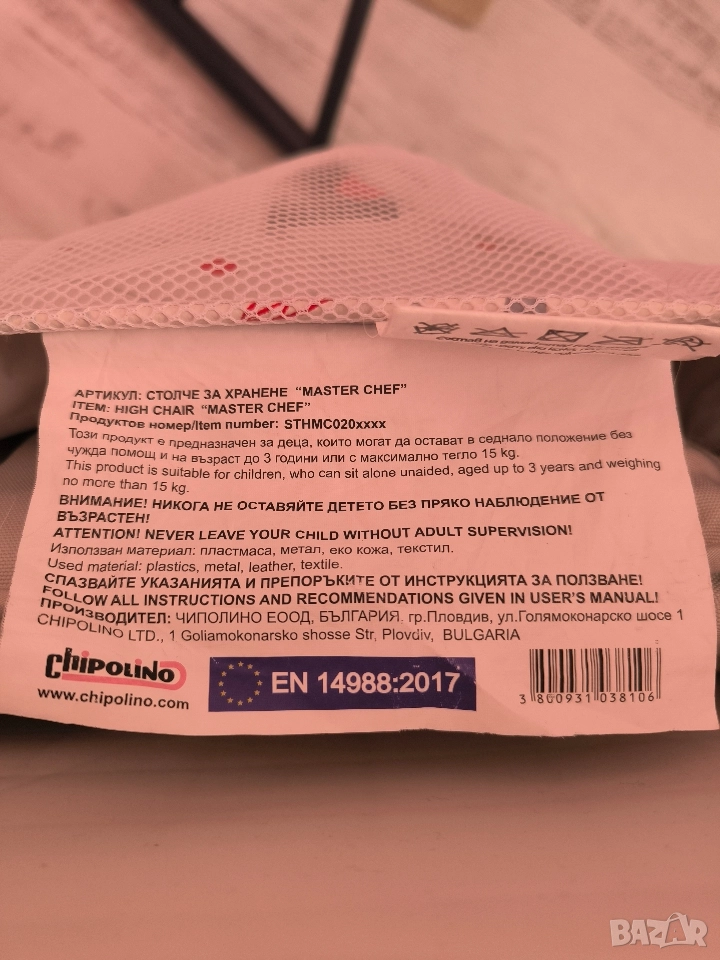 АРТИКУЛ: СТОЛЧЕ ЗА ХРАНЕНЕ “MASTER CHEF”
ITEM: HIGH CHAIR “MASTER CHEF”
Продуктов номер/Item number: STHMC020xxxx
Този продукт е предназначен за деца, които могат да остават в седнало положение без
чужда помощ и на възраст до 3 години или с максимално тегло 15 kg.
This product is suitable for children, who can sit alone unaided, aged up to 3 years and weighing
no more than 15 kg.
ВНИМАНИЕ! НИКОГА НЕ ОСТАВЯЙТЕ ДЕТЕТО БЕЗ ПРЯКО НАБЛЮДЕНИЕ ОТ
ВЪЗРАСТЕН!
ATTENTION! NEVER LEAVE YOUR CHILD WITHOUT ADULT SUPERVISION!
Използван материал: пластмаса, метал, еко кожа, текстил.
Used material: plastics, metal, leather, textile.
СПАЗВАЙТЕ УКАЗАНИЯТА И ПРЕПОРЪКИТЕ ОТ ИНСТРУКЦИЯТА ЗА ПОЛЗВАНЕ!
FOLLOW ALL INSTRUCTIONS AND RECOMMENDATIONS GIVEN IN USER'S MANUAL!
ПРОИЗВОДИТЕЛ: ЧИПОЛИНО ЕООД, БЪЛГАРИЯ, гр.Пловдив, ул.Голямоконарско шосе 1
CHIPOLINO LTD., 1 Goliamokonarsko shosse Str, Plovdiv, BULGARIA
CHIPOLINO
www.chipolino.com
EN 14988:2017
3 800931 038106
BAZAR